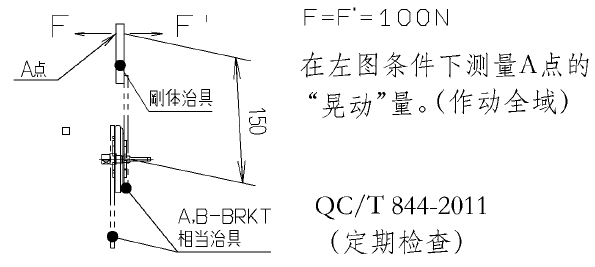 F F'
A点
刚体治具
150
A,B-BRKT
相当治具
F=F'=100N
在左图条件下测量A点的
“晃动”量。(作动全域)
QC/T 844-2011
(定期检查)